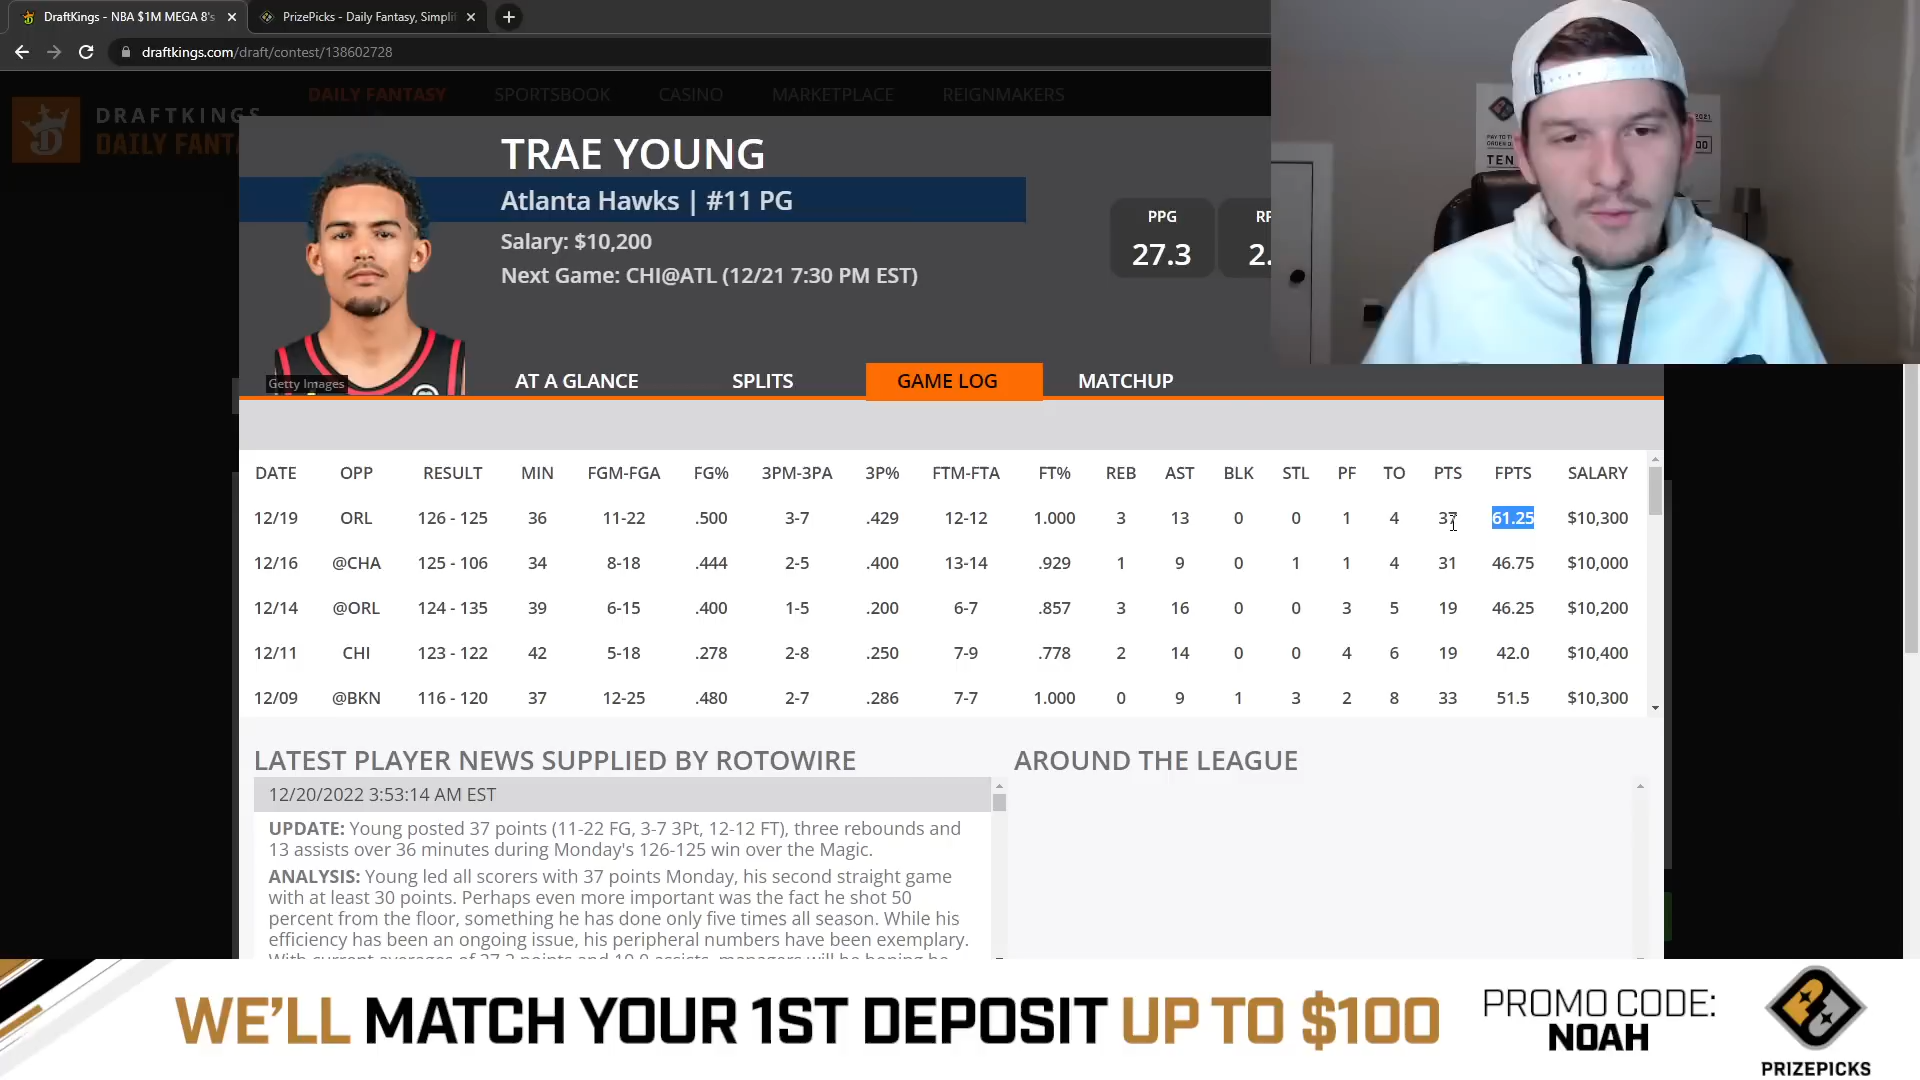 DraftKings - NBA $1M MEGA 8's
PrizePicks - Daily Fantasy, Simplif
draftkings.com/draft/contest/138602728
DAILY FANTASY SPORTSBOOK CASINO MARKETPLACE REIGNMAKERS
DRAFTKINGS
DAILY FANTA
TRAE YOUNG
Atlanta Hawks | #11 PG
Salary: $10,200
Next Game: CHI@ATL (12/21 7:30 PM EST)
PPG
27.3
2.
Getty Images
AT A GLANCE SPLITS GAME LOG MATCHUP
DATE OPP RESULT MIN FGM-FGA FG% 3PM-3PA 3P% FTM-FTA FT% REB AST BLK STL PF TO PTS FPTS SALARY
12/19 ORL 126 - 125 36 11-22 .500 3-7 .429 12-12 1.000 3 13 0 0 1 4 37 61.25 $10,300
12/16 @CHA 125 - 106 34 8-18 .444 2-5 .400 13-14 .929 1 9 0 1 1 4 31 46.75 $10,000
12/14 @ORL 124 - 135 39 6-15 .400 1-5 .200 6-7 .857 3 16 0 0 3 5 19 46.25 $10,200
12/11 CHI 123 - 122 42 5-18 .278 2-8 .250 7-9 .778 2 14 0 0 4 6 19 42.0 $10,400
12/09 @BKN 116 - 120 37 12-25 .480 2-7 .286 7-7 1.000 0 9 1 3 2 8 33 51.5 $10,300
LATEST PLAYER NEWS SUPPLIED BY ROTOWIRE
12/20/2022 3:53:14 AM EST
UPDATE: Young posted 37 points (11-22 FG, 3-7 3Pt, 12-12 FT), three rebounds and
13 assists over 36 minutes during Monday's 126-125 win over the Magic.
ANALYSIS: Young led all scorers with 37 points Monday, his second straight game
with at least 30 points. Perhaps even more important was the fact he shot 50
percent from the floor, something he has done only five times all season. While his
efficiency has been an ongoing issue, his peripheral numbers have been exemplary.
AROUND THE LEAGUE
WE'LL MATCH YOUR 1ST DEPOSIT UP TO $100
PROMO CODE:
NOAH
PRIZEPICKS